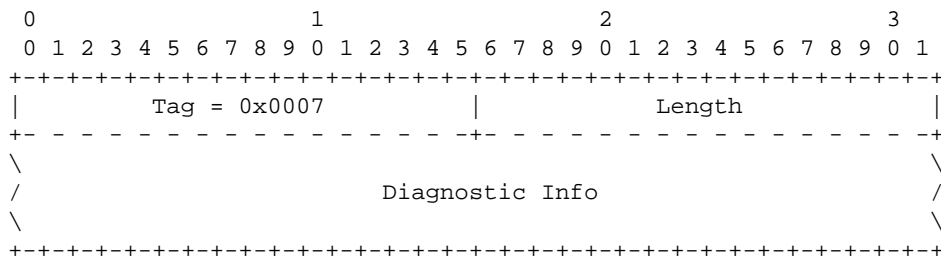 0                   1                   2                   3
 0 1 2 3 4 5 6 7 8 9 0 1 2 3 4 5 6 7 8 9 0 1 2 3 4 5 6 7 8 9 0 1
+-+-+-+-+-+-+-+-+-+-+-+-+-+-+-+-+-+-+-+-+-+-+-+-+-+-+-+-+-+-+-+-+
|         Tag = 0x0007          |            Length             |
+- - - - - - - - - - - - - - - -+- - - - - - - - - - - - - - - -+
\                                                               \
/                        Diagnostic Info                        /
\                                                               \
+-+-+-+-+-+-+-+-+-+-+-+-+-+-+-+-+-+-+-+-+-+-+-+-+-+-+-+-+-+-+-+-+